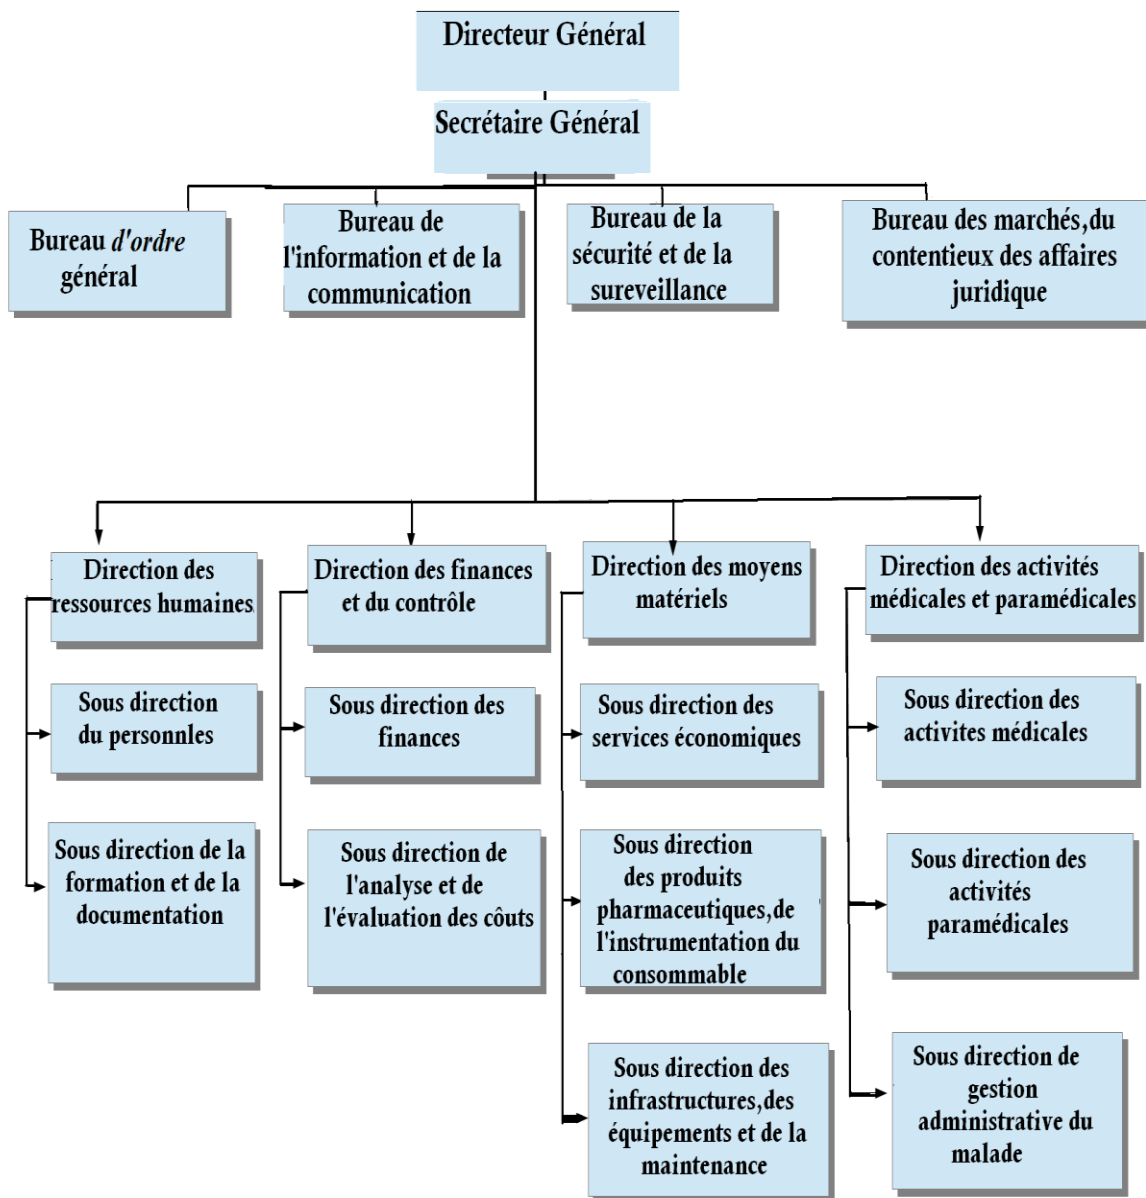 Directeur Général
Secrétaire Général
Bureau d'ordre
général
Bureau de
l'information et de la
communication
Bureau de la
sécurité et de la
sureveillance
Bureau des marchés,du
contentieux des affaires
juridique
Direction des
ressources humaines
Direction des finances
et du contrôle
Direction des moyens
matériels
Direction des activités
médicales et paramédicales
Sous direction
du personnles
Sous direction des
finances
Sous direction des
services économiques
Sous direction des
activites médicales
Sous direction de la
formation et de la
documentation
Sous direction de
l'analyse et de
l'évaluation des côuts
Sous direction
des produits
pharmaceutiques,de
l'instrumentation du
consommable
Sous direction des
activités
paramédicales
Sous direction des
infrastructures,des
équipements et de la
maintenance
Sous direction de
gestion
administrative du
malade